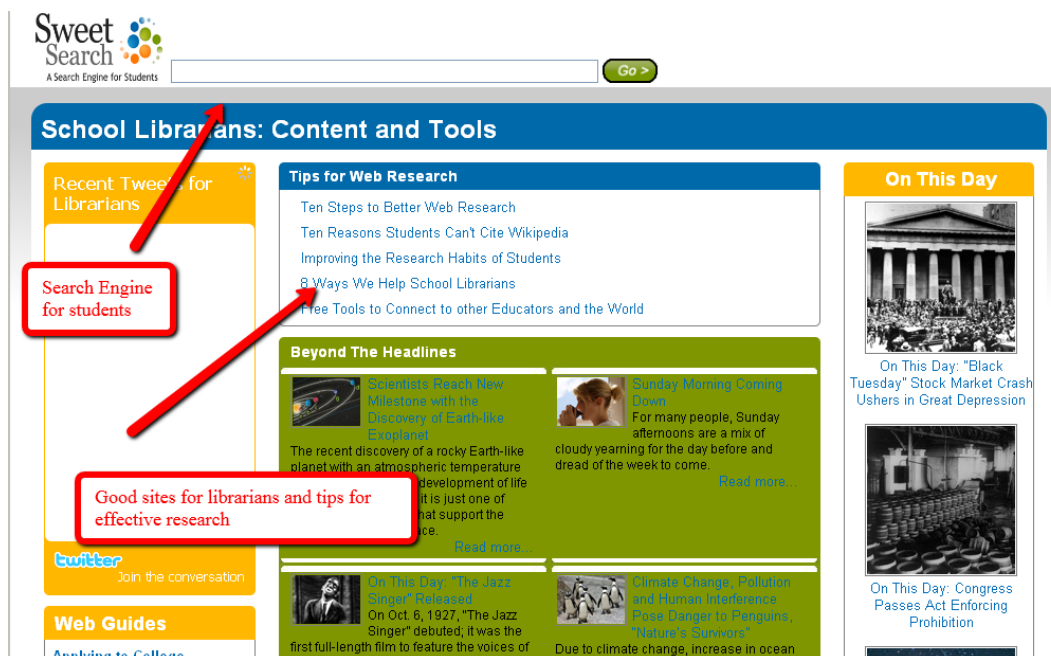 Sweet
Search
A Search Engine for Students
Go >
School Librarians: Content and Tools
Recent Tweets for
Librarians
Search Engine
for students
twitter
Join the conversation
Web Guides
Applying to College
Tips for Web Research
Ten Steps to Better Web Research
Ten Reasons Students Can't Cite Wikipedia
Improving the Research Habits of Students
8 Ways We Help School Librarians
Free Tools to Connect to other Educators and the World
Good sites for librarians and tips for
effective research
Beyond The Headlines
Scientists Reach New
Milestone with the
Discovery of Earth-like
Exoplanet
The recent discovery of a rocky Earth-like
planet with an atmospheric temperature
development of life
it is just one of
that support the
Read more...
Sunday Morning Coming
Down
For many people, Sunday
afternoons are a mix of
cloudy yearning for the day before and
dread of the week to come.
Read more...
On This Day: "The Jazz
Singer" Released
On Oct. 6, 1927, "The Jazz
Singer" debuted; it was the
first full-length film to feature the voices of
Climate Change, Pollution
and Human Interference
Pose Danger to Penguins,
"Nature's Survivors"
Due to climate change, increase in ocean
On This Day
On This Day: "Black
Tuesday" Stock Market Crash
Ushers in Great Depression
On This Day: Congress
Passes Act Enforcing
Prohibition